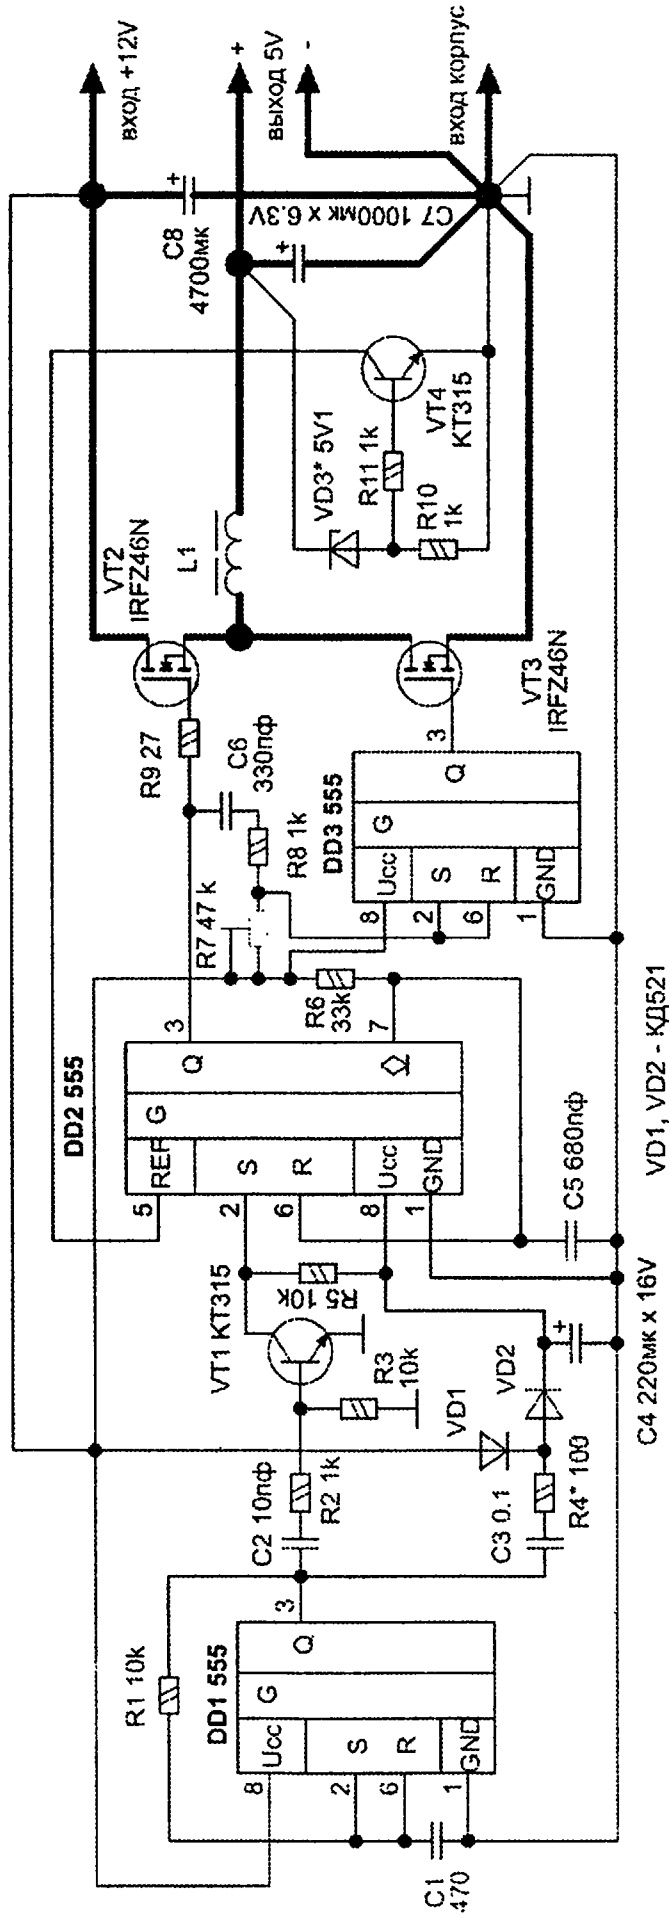 вход +12V
+
выход 5V
-
вход корпус
+
C8
4700мк
C7 1000мк x 6.3V
+
VT2
IRFZ46N
L1
VD3* 5V1
R11 1k
R10
1k
VT4
КТ315
VT3
IRFZ46N
R9 27
C6
330пф
R8 1k
R7 47 k
R6
33k
DD3 555
Ucc
S
R
GND
G
Q
8
2
6
1
3
DD2 555
REF
S
R
Ucc
GND
G
Q
5
2
6
8
1
3
7
VT1 КТ315
R5 10k
R3
10k
C2 10пф
R2 1k
VD1
VD2
C3 0.1
R4* 100
+
C4 220мк x 16V
C5 680пф
R1 10k
DD1 555
Ucc
S
R
GND
G
Q
8
2
6
1
3
C1
470
VD1, VD2 - КД521